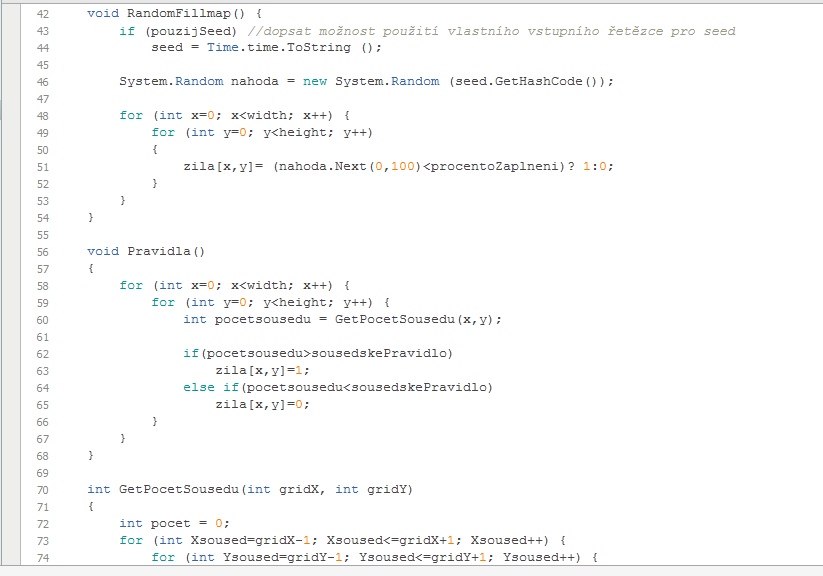 42 void RandomFillmap() {
43 if (pouzijSeed) //dopsat možnost použití vlastního vstupního řetězce pro seed
44 seed = Time.time.ToString ();
45
46 System.Random nahoda = new System.Random (seed.GetHashCode());
47
48 for (int x=0; x<width; x++) {
49 for (int y=0; y<height; y++)
50 {
51 zila[x,y]= (nahoda.Next(0,100)<procentoZaplneni)? 1:0;
52 }
53 }
54 }
55
56 void Pravidla()
57 {
58 for (int x=0; x<width; x++) {
59 for (int y=0; y<height; y++) {
60 int pocetsousedu = GetPocetSousedu(x,y);
61
62 if(pocetsousedu>sousedskePravidlo)
63 zila[x,y]=1;
64 else if(pocetsousedu<sousedskePravidlo)
65 zila[x,y]=0;
66 }
67 }
68 }
69
70 int GetPocetSousedu(int gridX, int gridY)
71 {
72 int pocet = 0;
73 for (int Xsoused=gridX-1; Xsoused<=gridX+1; Xsoused++) {
74 for (int Ysoused=gridY-1; Ysoused<=gridY+1; Ysoused++) {